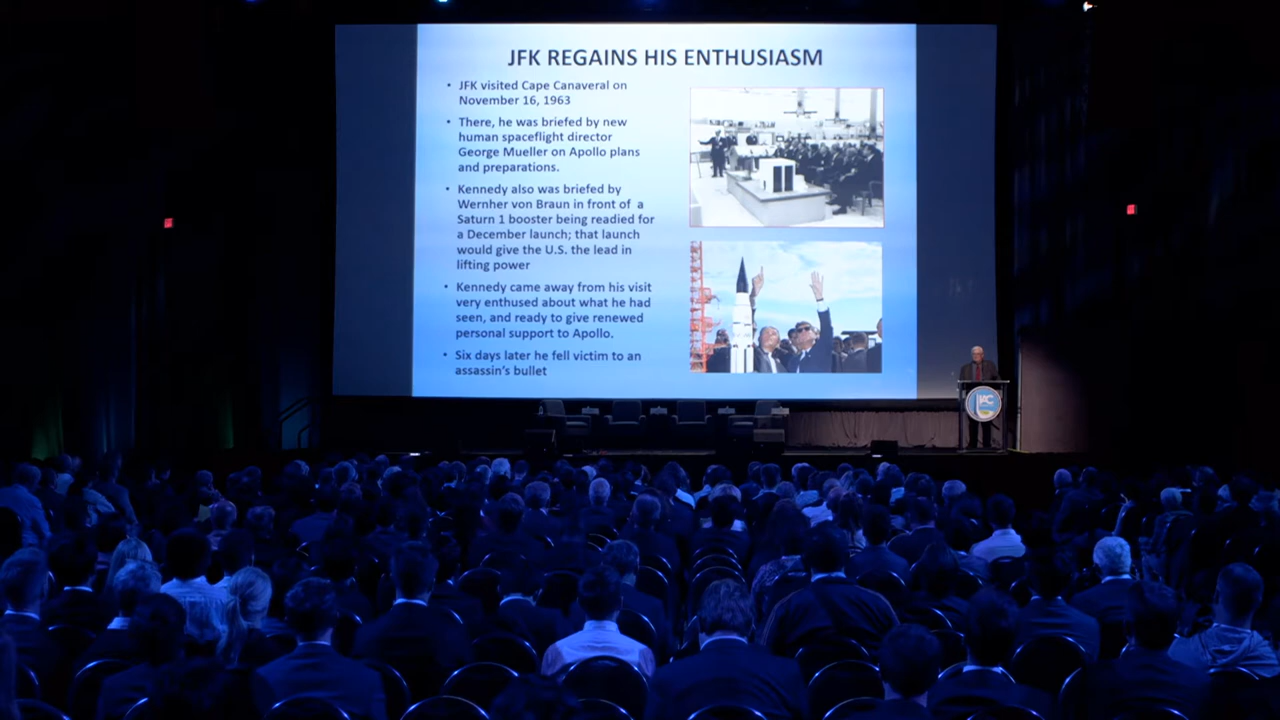 JFK REGAINS HIS ENTHUSIASM
• JFK visited Cape Canaveral on
November 16, 1963
• There, he was briefed by new
human spaceflight director
George Mueller on Apollo plans
and preparations.
• Kennedy also was briefed by
Wernher von Braun in front of a
Saturn 1 booster being readied for
a December launch; that launch
would give the U.S. the lead in
lifting power
• Kennedy came away from his visit
very enthused about what he had
seen, and ready to give renewed
personal support to Apollo.
• Six days later he fell victim to an
assassin's bullet
IAC